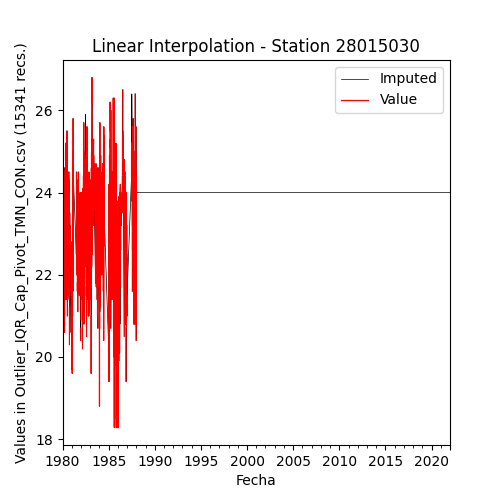 Linear Interpolation - Station 28015030
Values in Outlier_IQR_Cap_Pivot_TMN_CON.csv (15341 recs.)
Imputed
Value
26
24
22
20
18
1980 1985 1990 1995 2000 2005 2010 2015 2020
Fecha